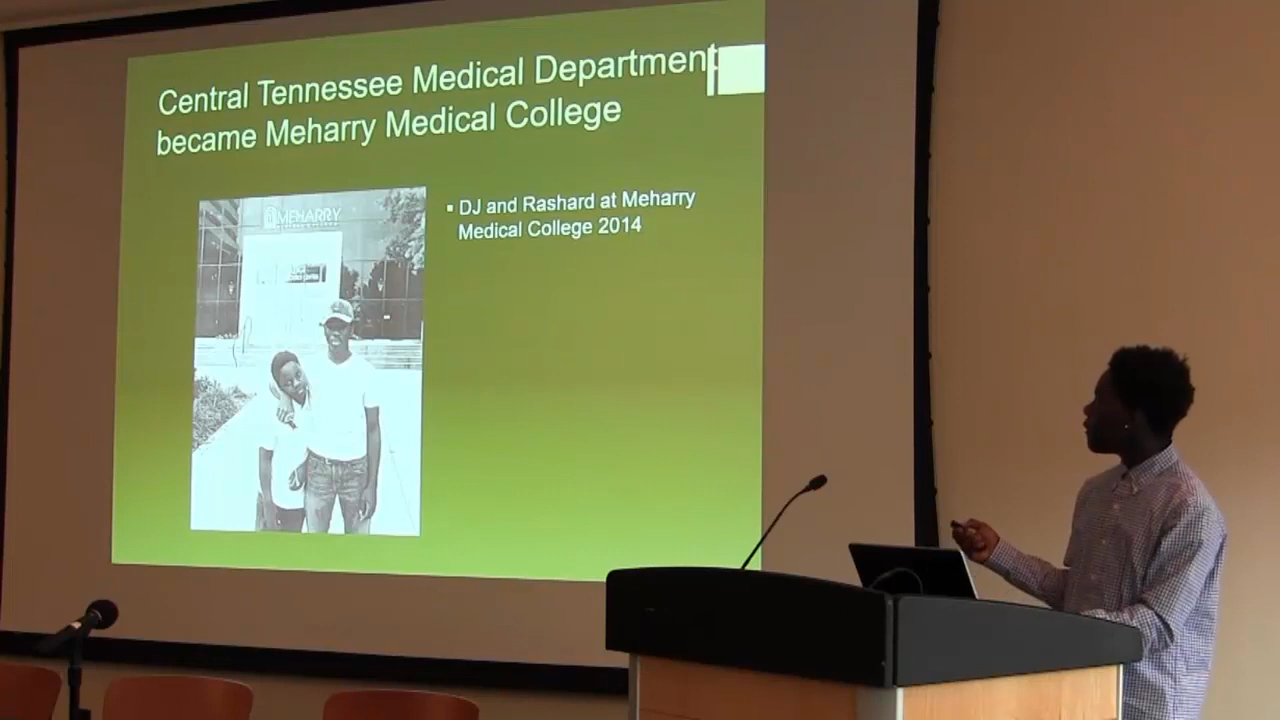 Central Tennessee Medical Department
became Meharry Medical College
MEHARRY
DJ and Rashard at Meharry
Medical College 2014